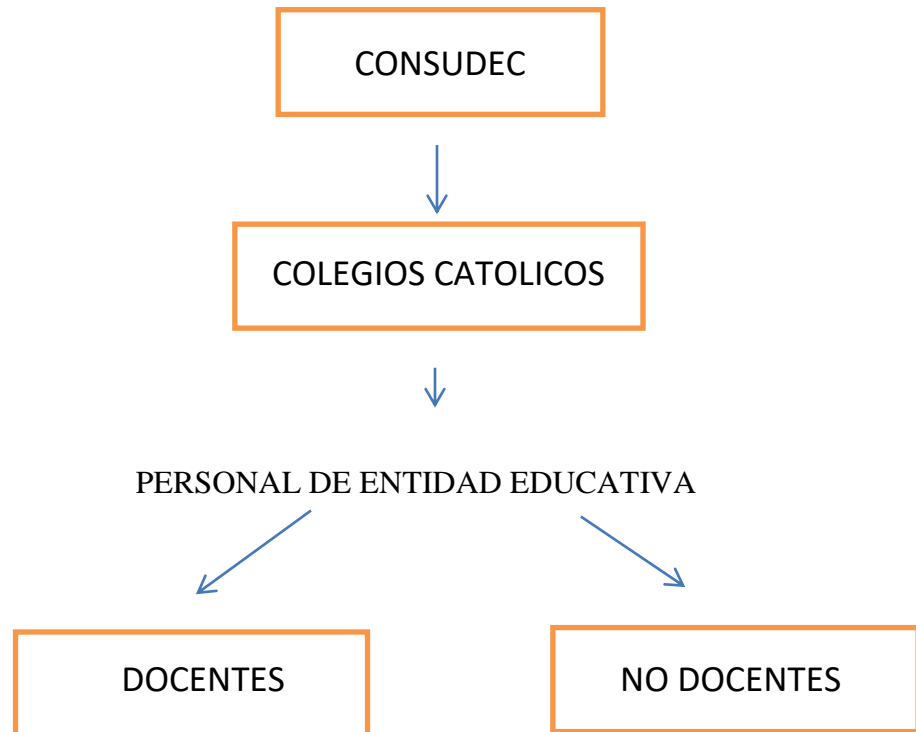 CONSUDEC
COLEGIOS CATOLICOS
PERSONAL DE ENTIDAD EDUCATIVA
DOCENTES
NO DOCENTES